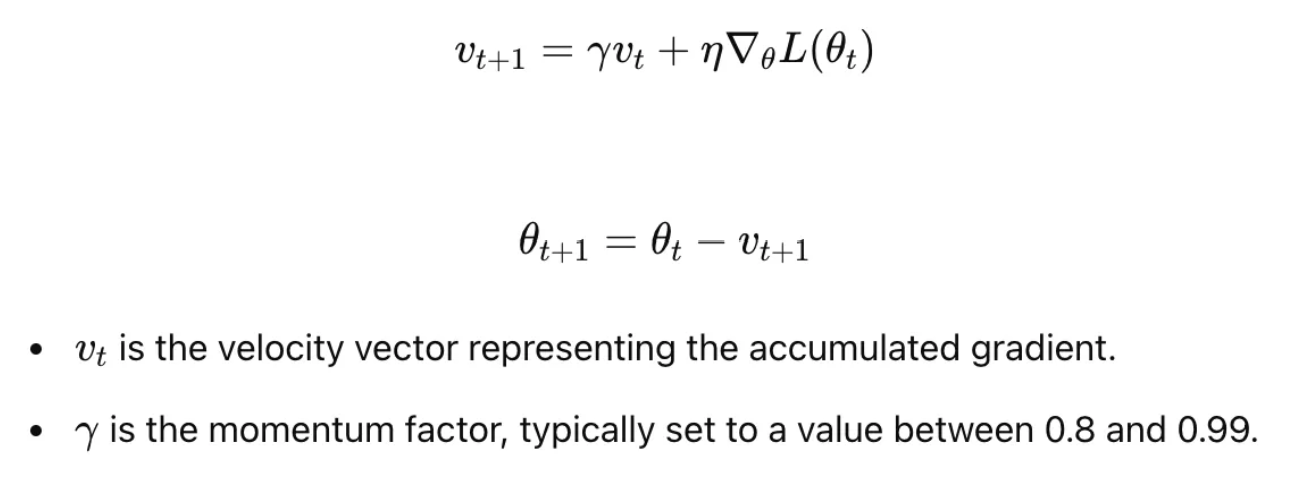 v_{t+1} = γv_t + η∇_θL(θ_t)
θ_{t+1} = θ_t − v_{t+1}
• v_t is the velocity vector representing the accumulated gradient.
• γ is the momentum factor, typically set to a value between 0.8 and 0.99.